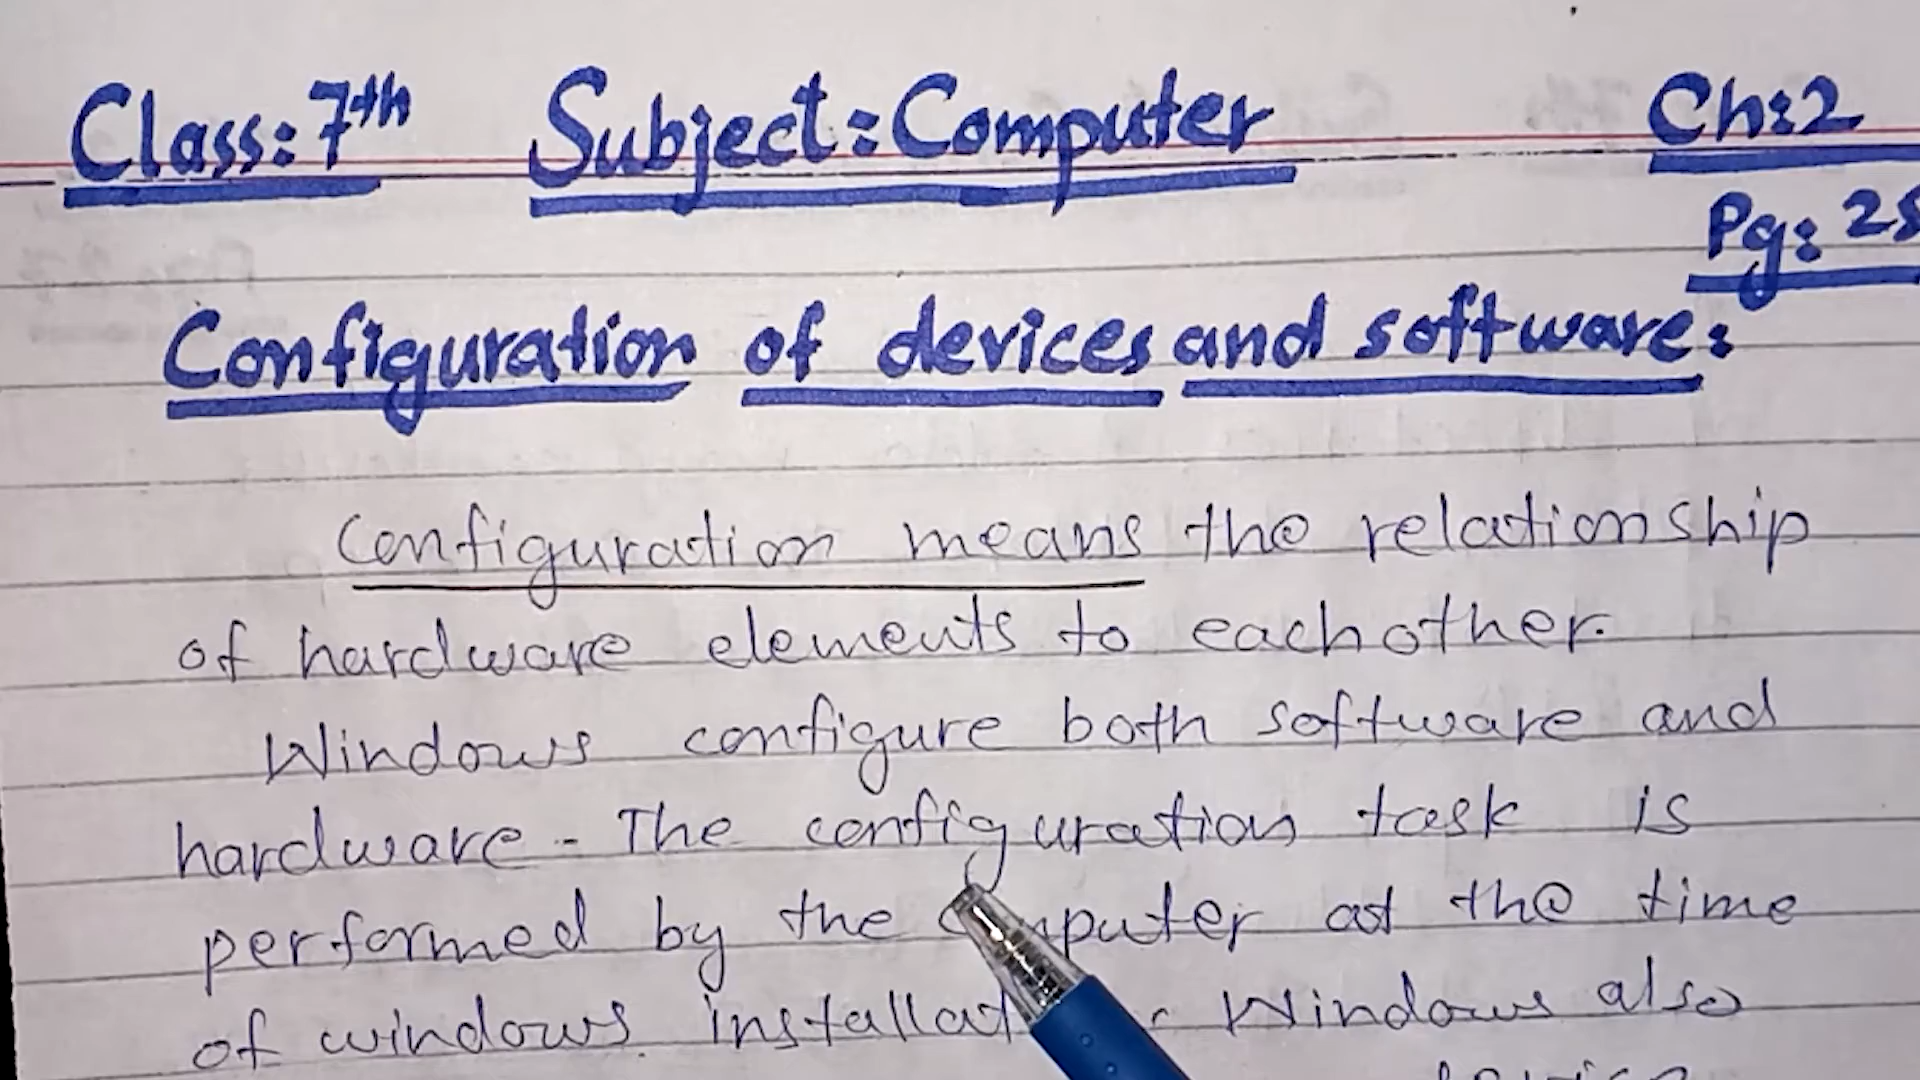 Class: 7th Subject: Computer Ch:2
Pg:
Configuration of devices and software:
Configuration means the relationship
of hardware elements to each other.
Windows configure both software and
hardware - The configuration task is
performed by the computer at the time
of windows. Windows also